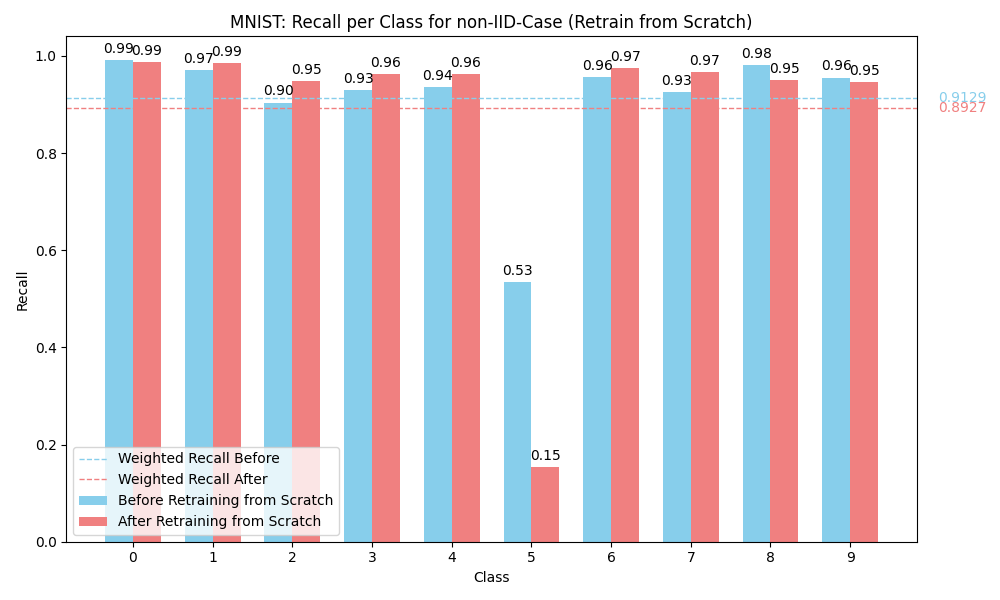 MNIST: Recall per Class for non-IID-Case (Retrain from Scratch)
1.0
0.8
0.6
0.4
0.2
0.0
Recall
0.99 0.99
0.97 0.99
0.90 0.95
0.93 0.96
0.94 0.96
0.53 0.15
0.96 0.97
0.93 0.97
0.98 0.95
0.96 0.95
0.9129
0.8927
Weighted Recall Before
Weighted Recall After
Before Retraining from Scratch
After Retraining from Scratch
0 1 2 3 4 5 6 7 8 9
Class